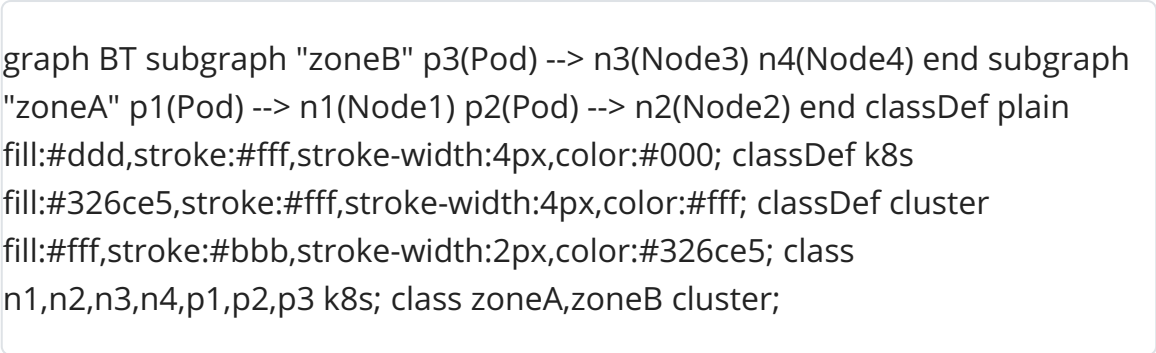 graph BT subgraph "zoneB" p3(Pod) --> n3(Node3) n4(Node4) end subgraph
"zoneA" p1(Pod) --> n1(Node1) p2(Pod) --> n2(Node2) end classDef plain
fill:#ddd,stroke:#fff,stroke-width:4px,color:#000; classDef k8s
fill:#326ce5,stroke:#fff,stroke-width:4px,color:#fff; classDef cluster
fill:#fff,stroke:#bbb,stroke-width:2px,color:#326ce5; class
n1,n2,n3,n4,p1,p2,p3 k8s; class zoneA,zoneB cluster;